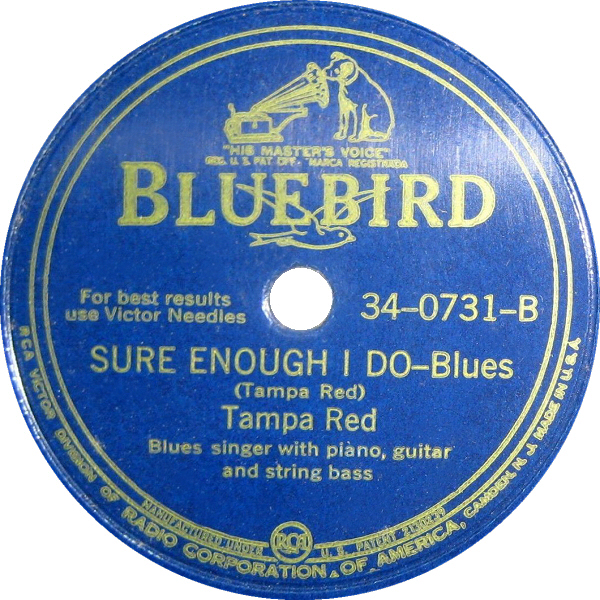 "HIS MASTER'S VOICE"
REG. U.S. PAT. OFF. MARCA REGISTRADA
BLUEBIRD
For best results
use Victor Needles
34-0731-B
SURE ENOUGH I DO-Blues
(Tampa Red)
Tampa Red
Blues singer with piano, guitar
and string bass
MANUFACTURED UNDER RCA U.S. PATENT
RCA VICTOR DIVISION OF RADIO CORPORATION OF AMERICA, CAMDEN, N. J. MADE IN U.S.A.